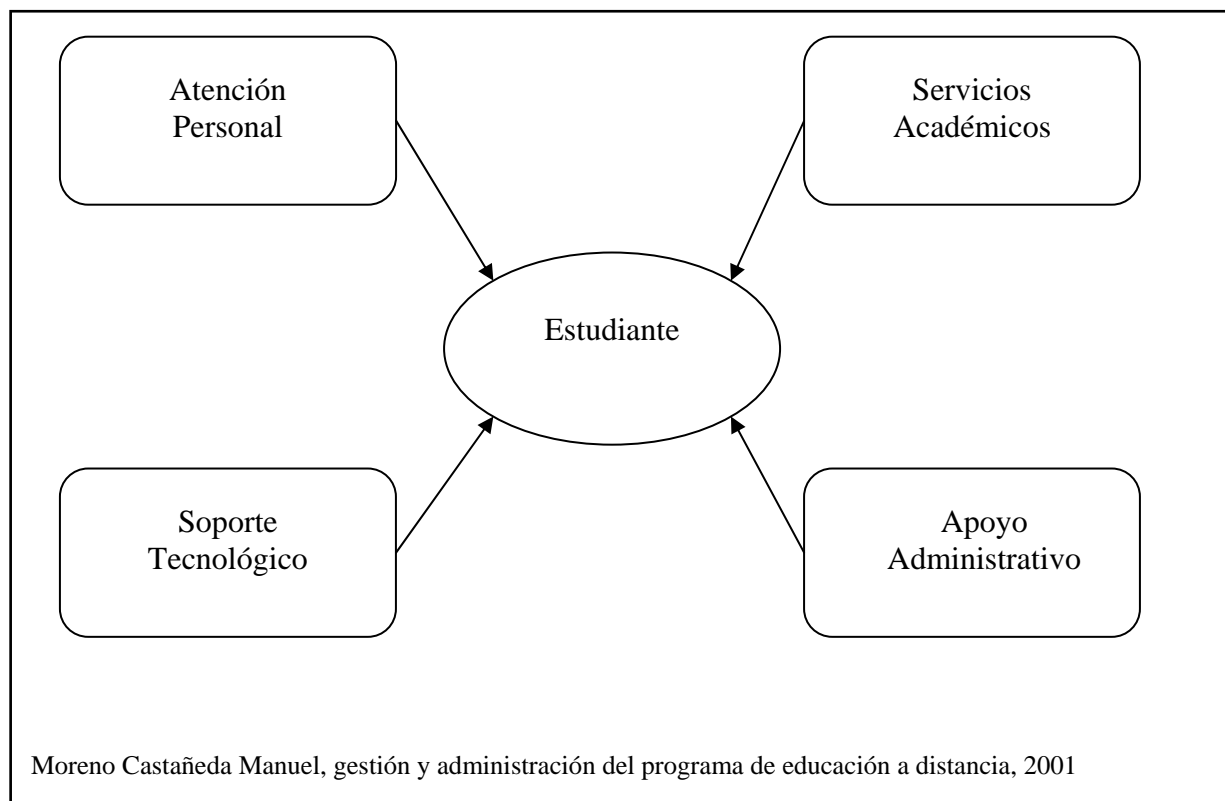 Atención
Personal
Servicios
Académicos
Estudiante
Soporte
Tecnológico
Apoyo
Administrativo
Moreno Castañeda Manuel, gestión y administración del programa de educación a distancia, 2001